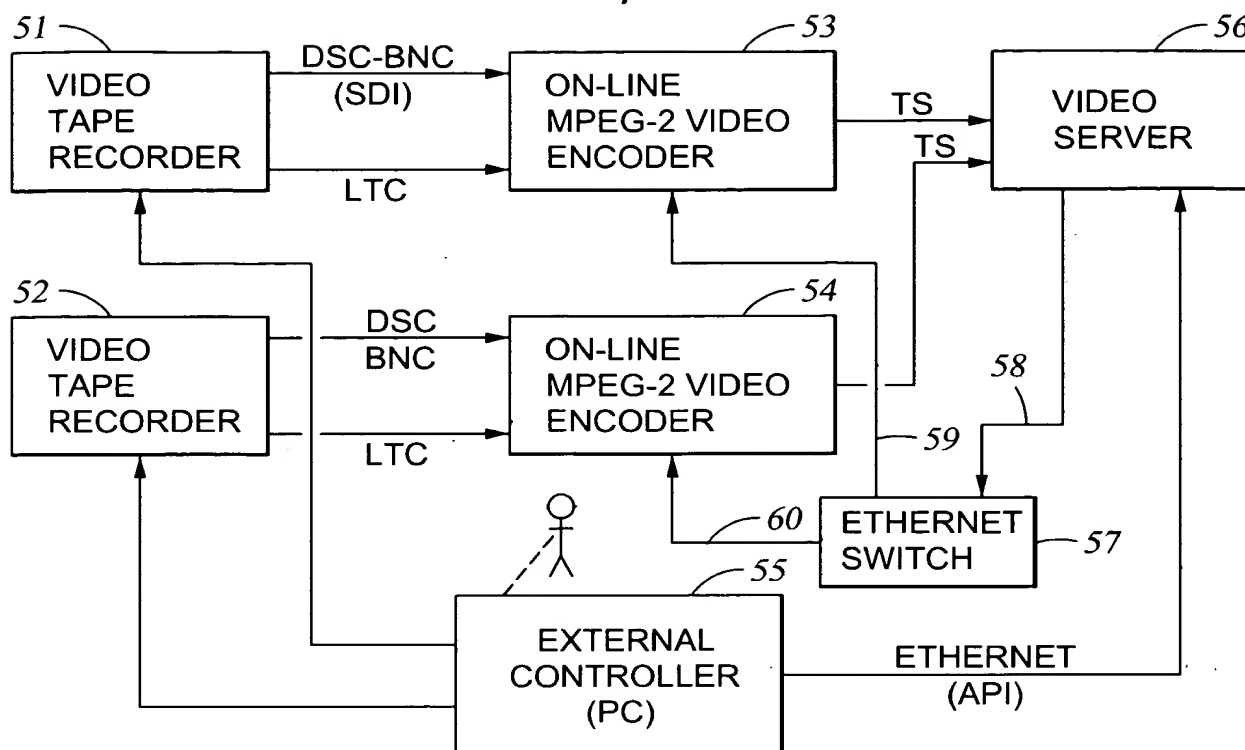 51
VIDEO
TAPE
RECORDER
DSC-BNC
(SDI)
LTC
53
ON-LINE
MPEG-2 VIDEO
ENCODER
TS
TS
56
VIDEO
SERVER
52
VIDEO
TAPE
RECORDER
DSC
BNC
LTC
54
ON-LINE
MPEG-2 VIDEO
ENCODER
58
59
60
ETHERNET
SWITCH
57
55
EXTERNAL
CONTROLLER
(PC)
ETHERNET
(API)